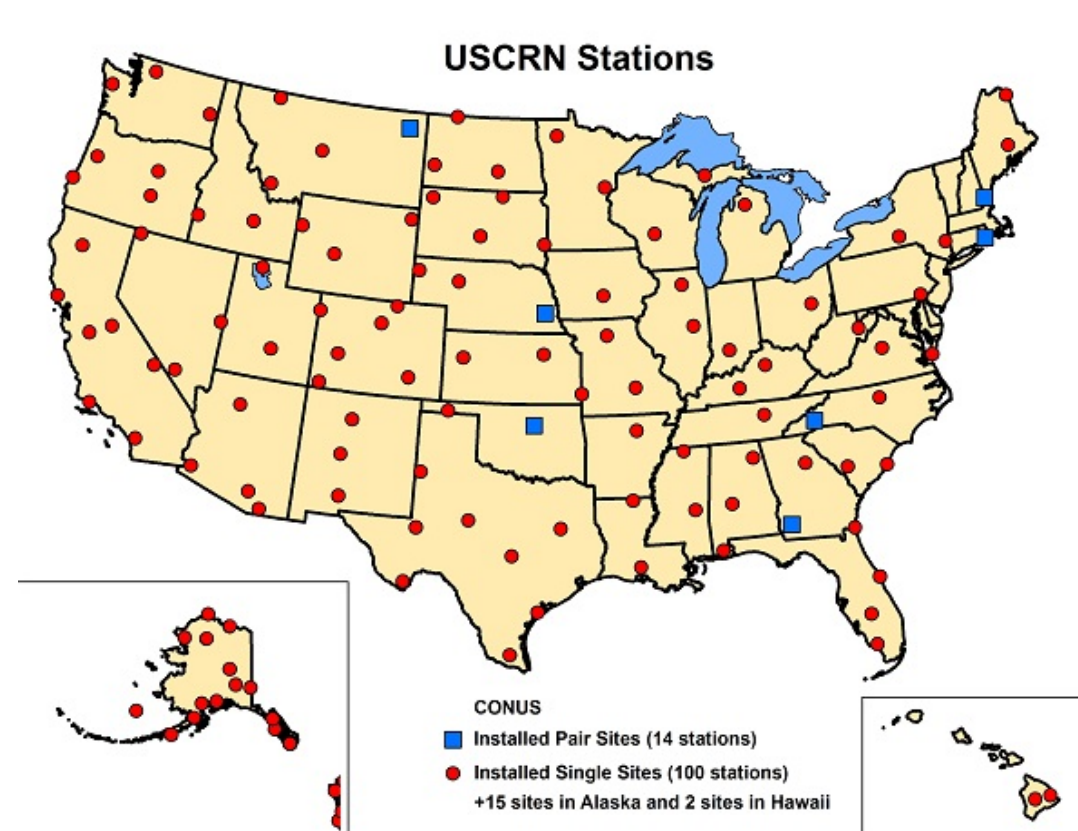 USCRN Stations
CONUS
Installed Pair Sites (14 stations)
Installed Single Sites (100 stations)
+15 sites in Alaska and 2 sites in Hawaii